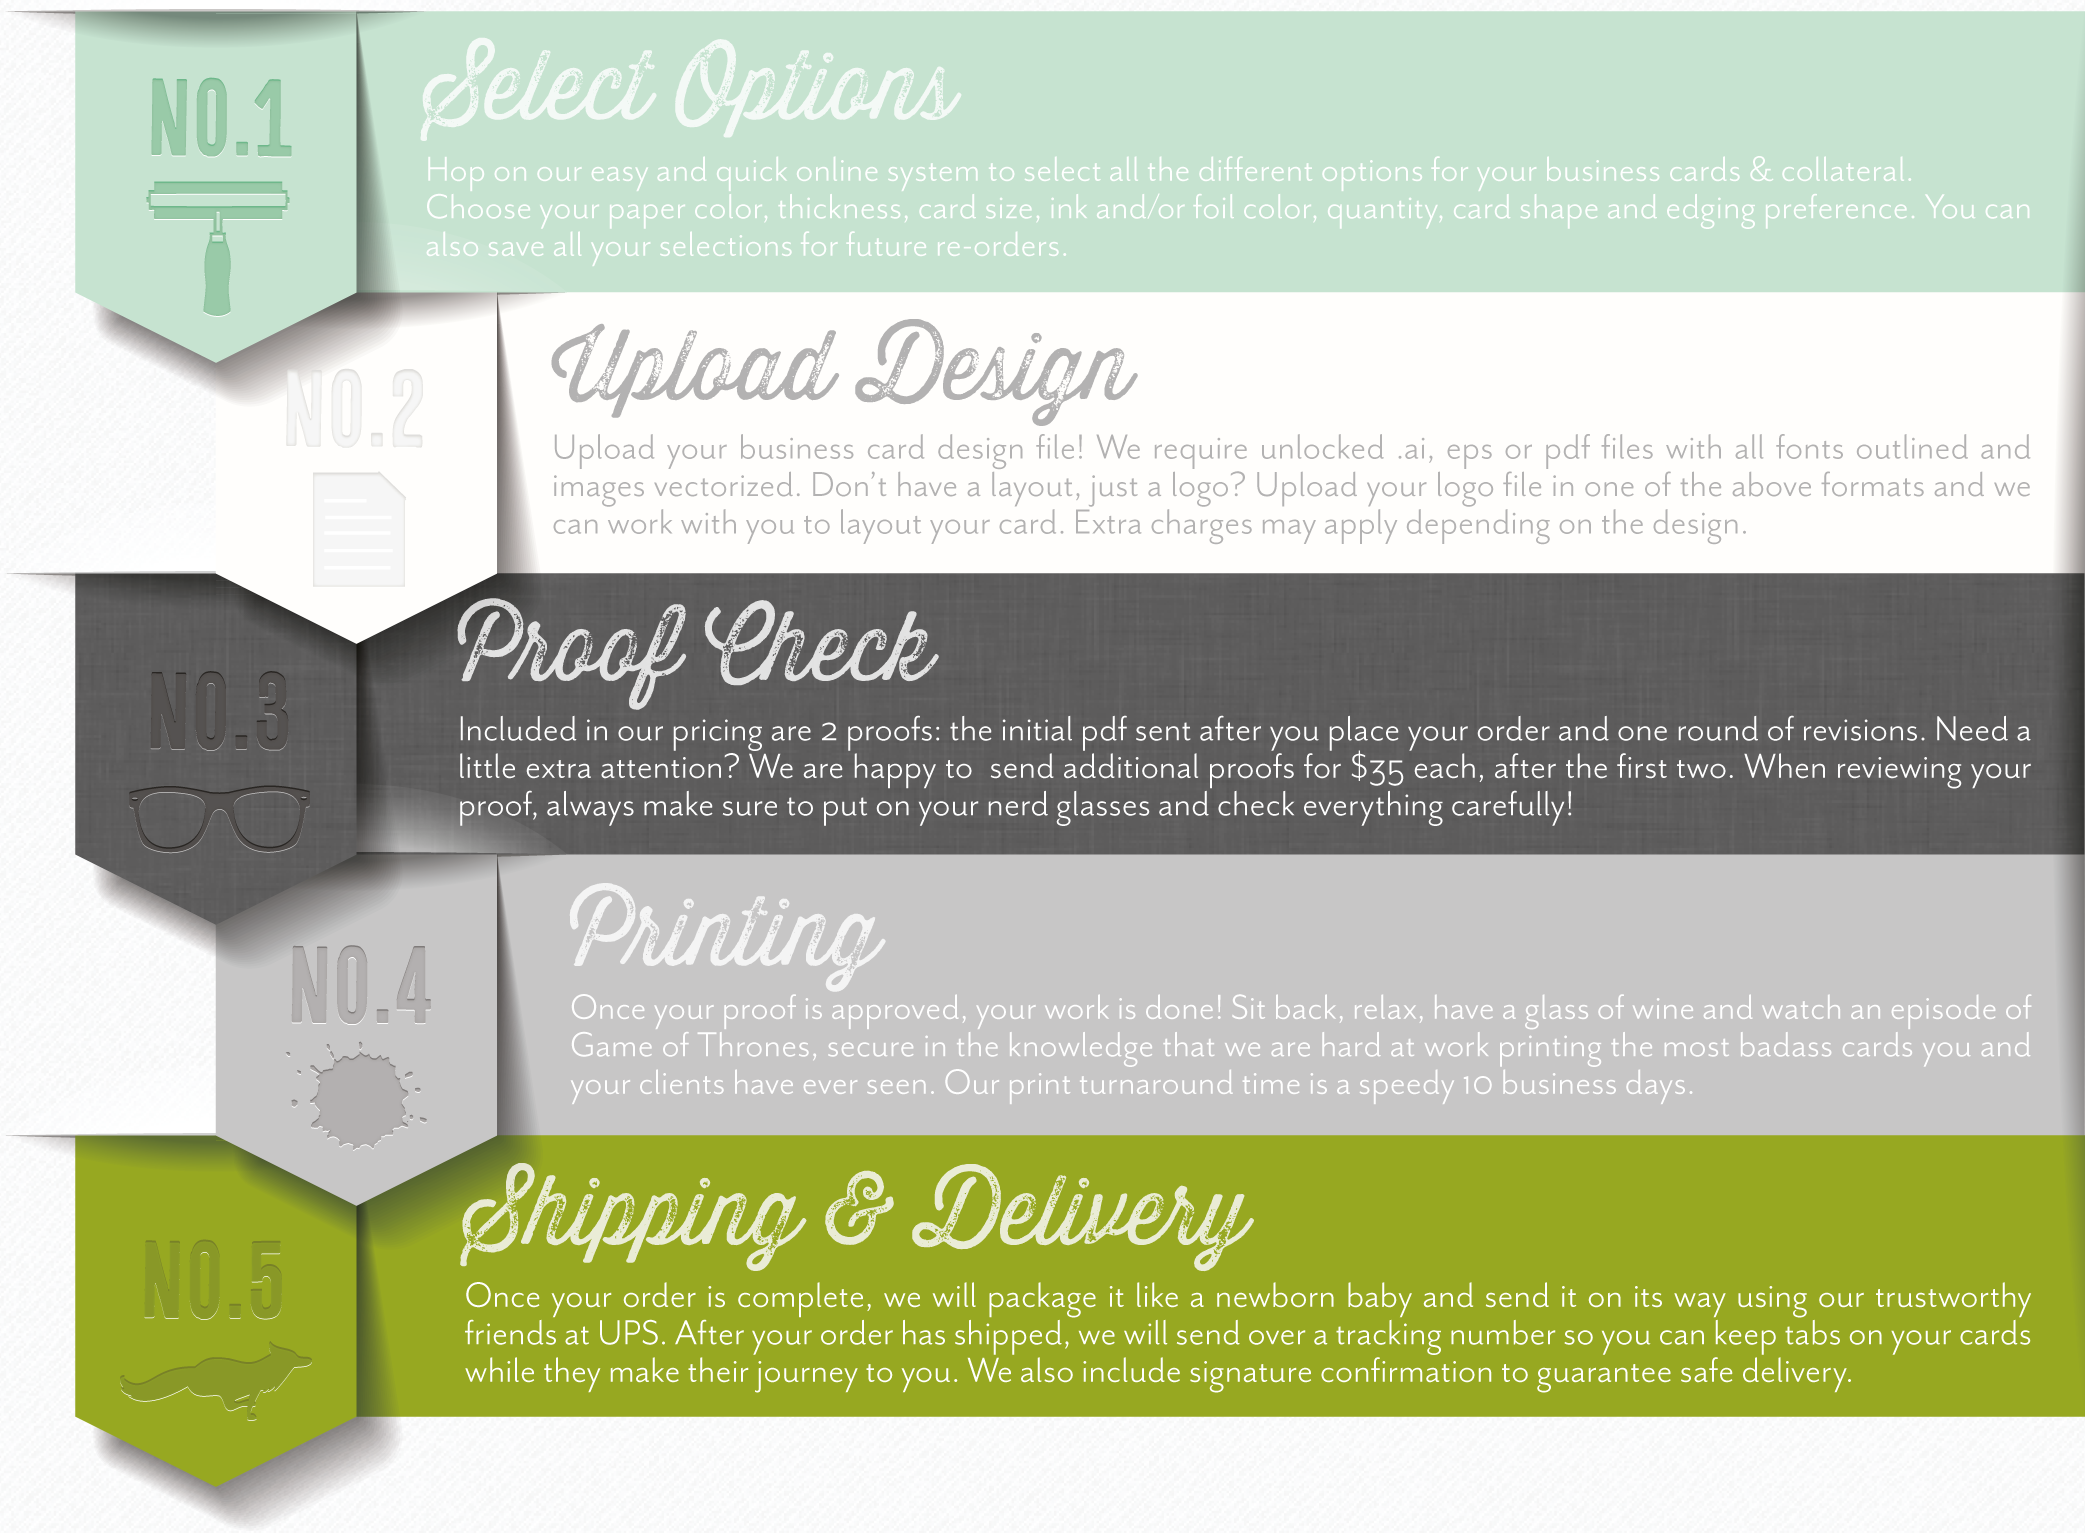 NO.1
Select Options
Hop on our easy and quick online system to select all the different options for your business cards & collateral.
Choose your paper color, thickness, card size, ink and/or foil color, quantity, card shape and edging preference. You can
also save all your selections for future re-orders.
NO.2
Upload Design
Upload your business card design file! We require unlocked .ai, eps or pdf files with all fonts outlined and
images vectorized. Don't have a layout, just a logo? Upload your logo file in one of the above formats and we
can work with you to layout your card. Extra charges may apply depending on the design.
NO.3
Proof Check
Included in our pricing are 2 proofs: the initial pdf sent after you place your order and one round of revisions. Need a
little extra attention? We are happy to  send additional proofs for $35 each, after the first two. When reviewing your
proof, always make sure to put on your nerd glasses and check everything carefully!
NO.4
Printing
Once your proof is approved, your work is done! Sit back, relax, have a glass of wine and watch an episode of
Game of Thrones, secure in the knowledge that we are hard at work printing the most badass cards you and
your clients have ever seen. Our print turnaround time is a speedy 10 business days.
NO.5
Shipping & Delivery
Once your order is complete, we will package it like a newborn baby and send it on its way using our trustworthy
friends at UPS. After your order has shipped, we will send over a tracking number so you can keep tabs on your cards
while they make their journey to you. We also include signature confirmation to guarantee safe delivery.